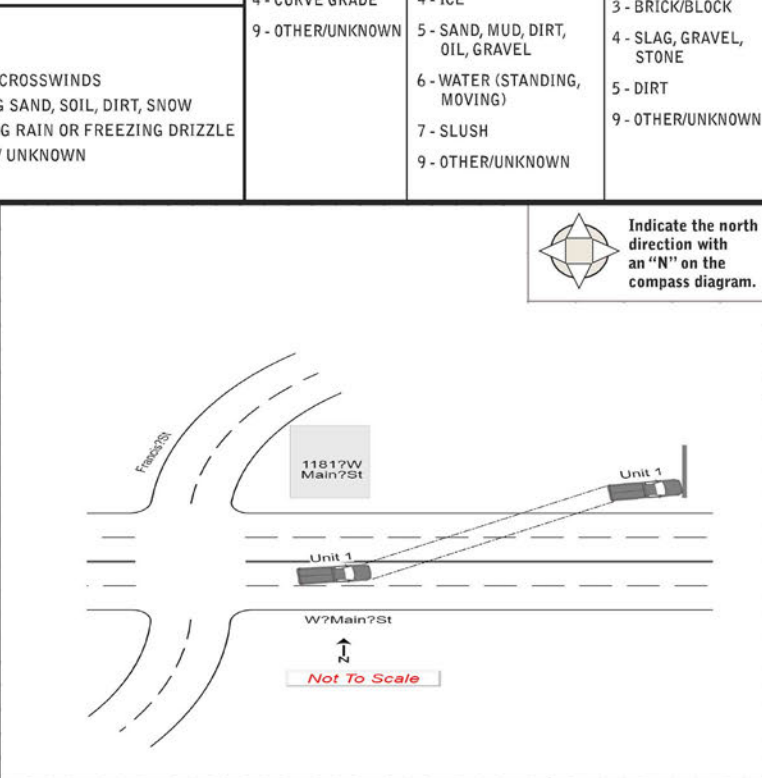 4 - CURVE GRADE
9 - OTHER/UNKNOWN
4 - ICE
5 - SAND, MUD, DIRT,
OIL, GRAVEL
6 - WATER (STANDING,
MOVING)
7 - SLUSH
9 - OTHER/UNKNOWN
3 - BRICK/BLOCK
4 - SLAG, GRAVEL,
STONE
5 - DIRT
9 - OTHER/UNKNOWN
CROSSWINDS
G SAND, SOIL, DIRT, SNOW
G RAIN OR FREEZING DRIZZLE
/ UNKNOWN
Indicate the north
direction with
an “N” on the
compass diagram.
Francis?St
1181?W
Main?St
Unit 1
Unit 1
W?Main?St
N
Not To Scale